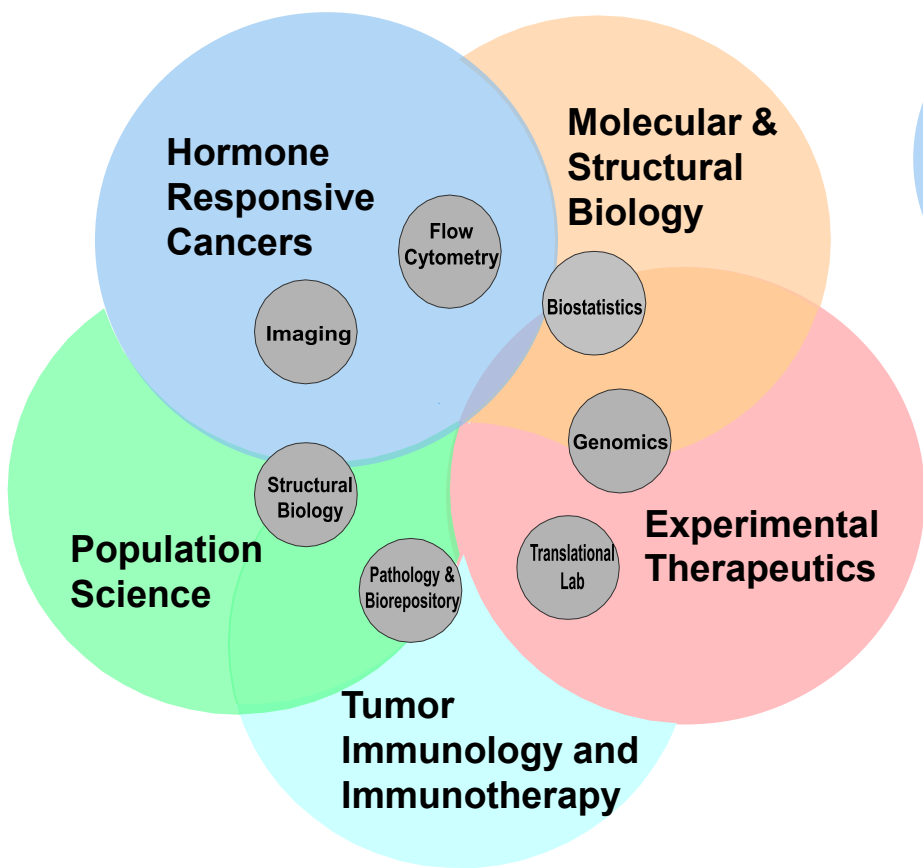 Hormone
Responsive
Cancers
Molecular &
Structural
Biology
Flow
Cytometry
Imaging
Biostatistics
Genomics
Structural
Biology
Population
Science
Pathology &
Biorepository
Translational
Lab
Experimental
Therapeutics
Tumor
Immunology and
Immunotherapy